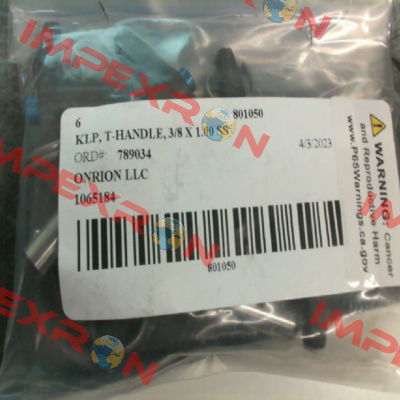 6 801050
KLP, T-HANDLE, 3/8 X 1.00 SS
ORD#: 789034 4/3/2023
ONRION LLC
1065184
801050
WARNING: Cancer
and Reproductive Harm
www.P65Warnings.ca.gov
IMPEXRON
IMPEXRON
IMPEXRON
IMPEXRON